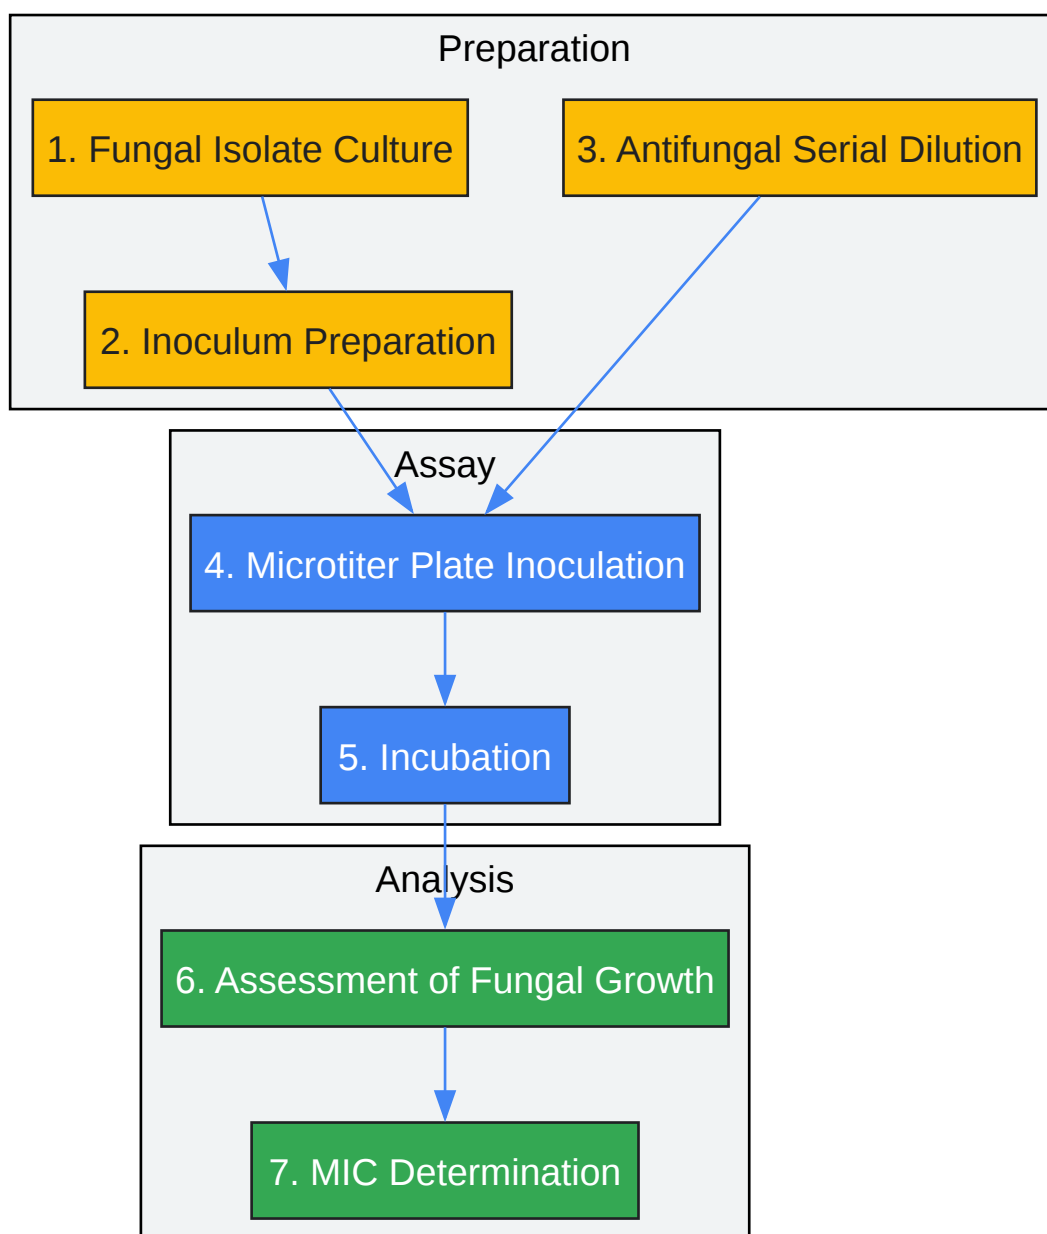 Preparation
1. Fungal Isolate Culture
3. Antifungal Serial Dilution
2. Inoculum Preparation
Assay
4. Microtiter Plate Inoculation
5. Incubation
Analysis
6. Assessment of Fungal Growth
7. MIC Determination